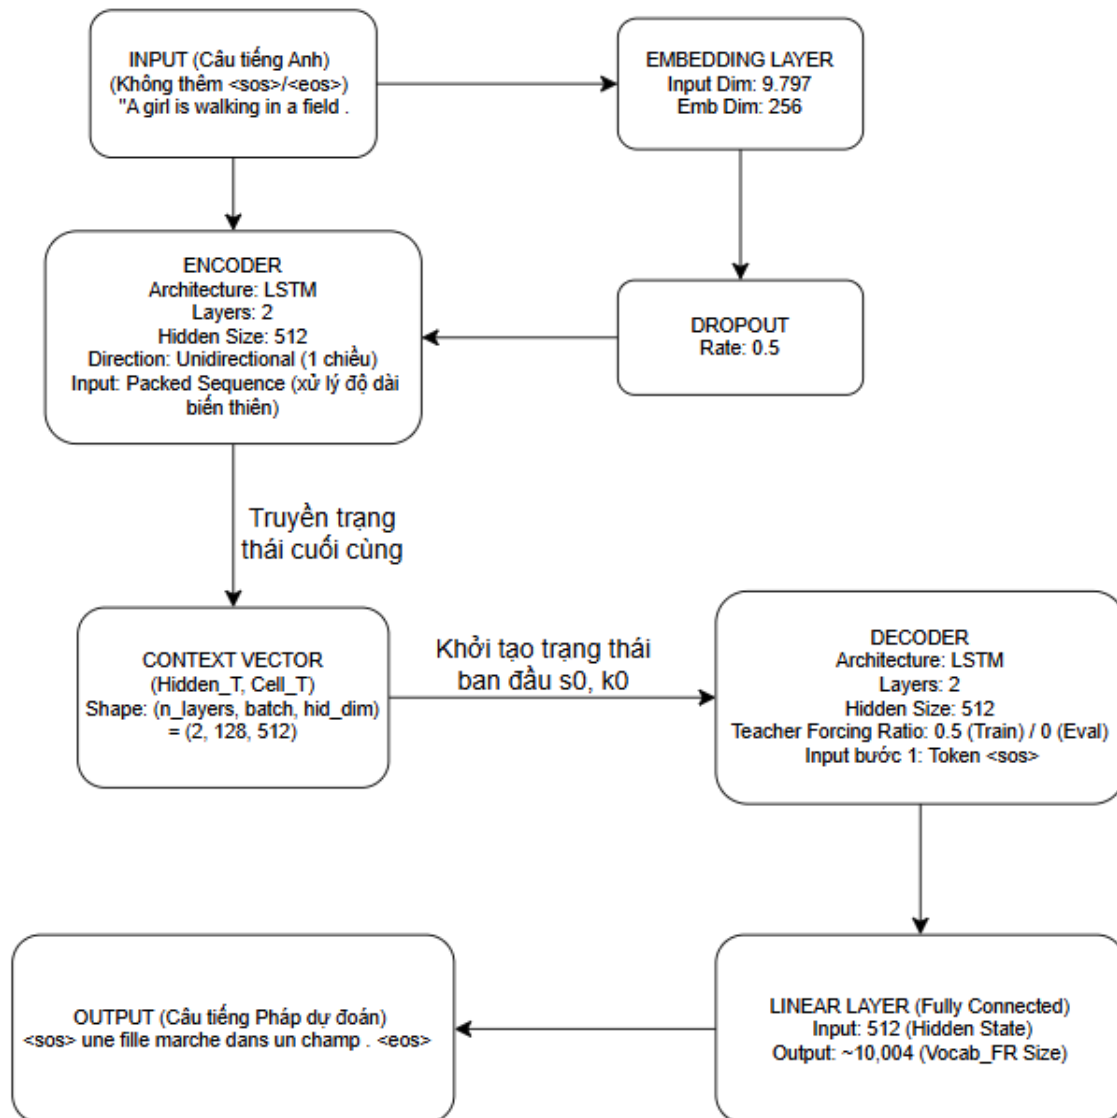 INPUT (Câu tiếng Anh)
(Không thêm <sos>/<eos>)
"A girl is walking in a field .
EMBEDDING LAYER
Input Dim: 9.797
Emb Dim: 256
ENCODER
Architecture: LSTM
Layers: 2
Hidden Size: 512
Direction: Unidirectional (1 chiều)
Input: Packed Sequence (xử lý độ dài
biến thiên)
DROPOUT
Rate: 0.5
Truyền trạng
thái cuối cùng
CONTEXT VECTOR
(Hidden_T, Cell_T)
Shape: (n_layers, batch, hid_dim)
= (2, 128, 512)
Khởi tạo trạng thái
ban đầu s0, k0
DECODER
Architecture: LSTM
Layers: 2
Hidden Size: 512
Teacher Forcing Ratio: 0.5 (Train) / 0 (Eval)
Input bước 1: Token <sos>
OUTPUT (Câu tiếng Pháp dự đoán)
<sos> une fille marche dans un champ . <eos>
LINEAR LAYER (Fully Connected)
Input: 512 (Hidden State)
Output: ~10,004 (Vocab_FR Size)